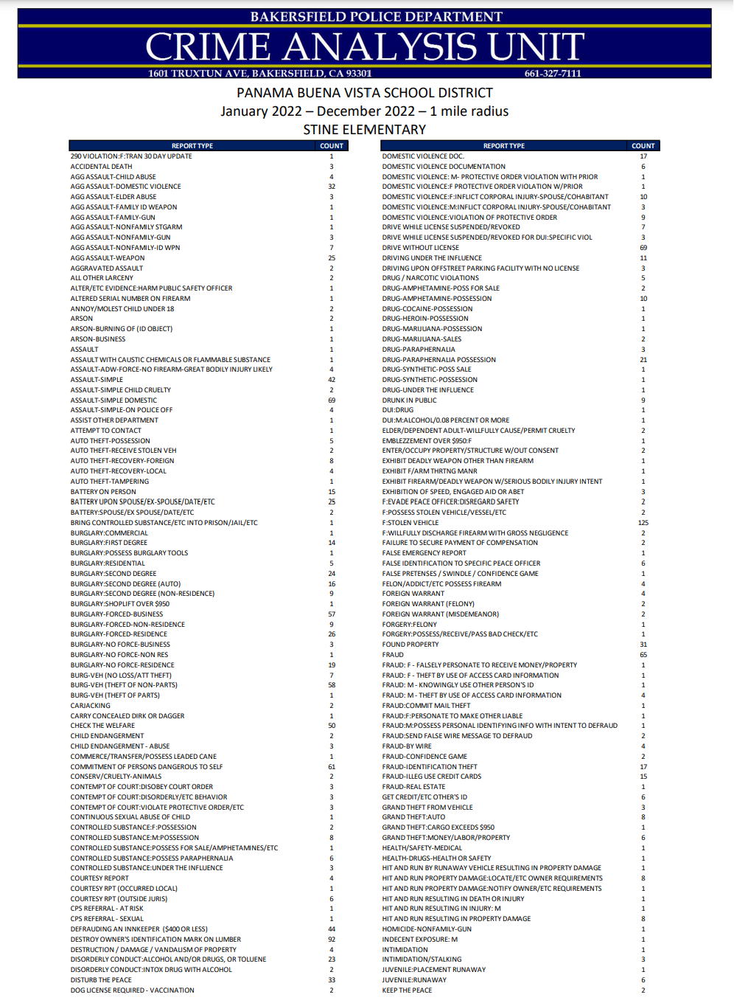 BAKERSFIELD POLICE DEPARTMENT
CRIME ANALYSIS UNIT
1601 TRUXTUN AVE, BAKERSFIELD, CA 93301 661-327-7111
PANAMA BUENA VISTA SCHOOL DISTRICT
January 2022 – December 2022 – 1 mile radius
STINE ELEMENTARY
REPORT TYPE COUNT
290 VIOLATION:F:TRAN 30 DAY UPDATE 1
ACCIDENTAL DEATH 3
AGG ASSAULT-CHILD ABUSE 4
AGG ASSAULT-DOMESTIC VIOLENCE 32
AGG ASSAULT-ELDER ABUSE 3
AGG ASSAULT-FAMILY ID WEAPON 1
AGG ASSAULT-FAMILY-GUN 1
AGG ASSAULT-NONFAMILY STGARM 1
AGG ASSAULT-NONFAMILY-GUN 3
AGG ASSAULT-NONFAMILY-ID WPN 7
AGG ASSAULT-WEAPON 25
AGGRAVATED ASSAULT 2
ALL OTHER LARCENY 2
ALTER/ETC EVIDENCE:HARM PUBLIC SAFETY OFFICER 1
ALTERED SERIAL NUMBER ON FIREARM 1
ANNOY/MOLEST CHILD UNDER 18 2
ARSON 2
ARSON-BURNING OF (ID OBJECT) 1
ARSON-BUSINESS 1
ASSAULT 1
ASSAULT WITH CAUSTIC CHEMICALS OR FLAMMABLE SUBSTANCE 1
ASSAULT-ADW-FORCE-NO FIREARM-GREAT BODILY INJURY LIKELY 4
ASSAULT-SIMPLE 42
ASSAULT-SIMPLE CHILD CRUELTY 2
ASSAULT-SIMPLE DOMESTIC 69
ASSAULT-SIMPLE-ON POLICE OFF 4
ASSIST OTHER DEPARTMENT 1
ATTEMPT TO CONTACT 1
AUTO THEFT-POSSESSION 5
AUTO THEFT-RECEIVE STOLEN VEH 2
AUTO THEFT-RECOVERY-FOREIGN 8
AUTO THEFT-RECOVERY-LOCAL 4
AUTO THEFT-TAMPERING 1
BATTERY ON PERSON 15
BATTERY UPON SPOUSE/EX-SPOUSE/DATE/ETC 25
BATTERY:SPOUSE/EX SPOUSE/DATE/ETC 2
BRING CONTROLLED SUBSTANCE/ETC INTO PRISON/JAIL/ETC 1
BURGLARY:COMMERCIAL 1
BURGLARY:FIRST DEGREE 14
BURGLARY:POSSESS BURGLARY TOOLS 1
BURGLARY:RESIDENTIAL 5
BURGLARY:SECOND DEGREE 24
BURGLARY:SECOND DEGREE (AUTO) 16
BURGLARY:SECOND DEGREE (NON-RESIDENCE) 9
BURGLARY:SHOPLIFT OVER $950 1
BURGLARY-FORCED-BUSINESS 57
BURGLARY-FORCED-NON-RESIDENCE 9
BURGLARY-FORCED-RESIDENCE 26
BURGLARY-NO FORCE-BUSINESS 3
BURGLARY-NO FORCE-NON RES 1
BURGLARY-NO FORCE-RESIDENCE 19
BURG-VEH (NO LOSS/ATT THEFT) 7
BURG-VEH (THEFT OF NON-PARTS) 58
BURG-VEH (THEFT OF PARTS) 1
CARJACKING 2
CARRY CONCEALED DIRK OR DAGGER 1
CHECK THE WELFARE 50
CHILD ENDANGERMENT 2
CHILD ENDANGERMENT - ABUSE 3
COMMERCE/TRANSFER/POSSESS LEADED CANE 1
COMMITMENT OF PERSONS DANGEROUS TO SELF 61
CONSERV/CRUELTY-ANIMALS 2
CONTEMPT OF COURT:DISOBEY COURT ORDER 3
CONTEMPT OF COURT:DISORDERLY/ETC BEHAVIOR 3
CONTEMPT OF COURT:VIOLATE PROTECTIVE ORDER/ETC 3
CONTINUOUS SEXUAL ABUSE OF CHILD 1
CONTROLLED SUBSTANCE:F:POSSESSION 2
CONTROLLED SUBSTANCE:M:POSSESSION 8
CONTROLLED SUBSTANCE:POSSESS FOR SALE/AMPHETAMINES/ETC 1
CONTROLLED SUBSTANCE:POSSESS PARAPHERNALIA 6
CONTROLLED SUBSTANCE:UNDER THE INFLUENCE 3
COURTESY REPORT 4
COURTESY RPT (OCCURRED LOCAL) 1
COURTESY RPT (OUTSIDE JURIS) 6
CPS REFERRAL - AT RISK 1
CPS REFERRAL - SEXUAL 1
DEFRAUDING AN INNKEEPER ($400 OR LESS) 44
DESTROY OWNER'S IDENTIFICATION MARK ON LUMBER 92
DESTRUCTION / DAMAGE / VANDALISM OF PROPERTY 4
DISORDERLY CONDUCT:ALCOHOL AND/OR DRUGS, OR TOLUENE 23
DISORDERLY CONDUCT:INTOX DRUG WITH ALCOHOL 2
DISTURB THE PEACE 33
DOG LICENSE REQUIRED - VACCINATION 2
REPORT TYPE COUNT
DOMESTIC VIOLENCE DOC. 17
DOMESTIC VIOLENCE DOCUMENTATION 6
DOMESTIC VIOLENCE: M- PROTECTIVE ORDER VIOLATION WITH PRIOR 1
DOMESTIC VIOLENCE:F PROTECTIVE ORDER VIOLATION W/PRIOR 1
DOMESTIC VIOLENCE:F:INFLICT CORPORAL INJURY-SPOUSE/COHABITANT 10
DOMESTIC VIOLENCE:M:INFLICT CORPORAL INJURY-SPOUSE/COHABITANT 3
DOMESTIC VIOLENCE:VIOLATION OF PROTECTIVE ORDER 9
DRIVE WHILE LICENSE SUSPENDED/REVOKED 7
DRIVE WHILE LICENSE SUSPENDED/REVOKED FOR DUI:SPECIFIC VIOL 3
DRIVE WITHOUT LICENSE 69
DRIVING UNDER THE INFLUENCE 11
DRIVING UPON OFFSTREET PARKING FACILITY WITH NO LICENSE 3
DRUG / NARCOTIC VIOLATIONS 5
DRUG-AMPHETAMINE-POSS FOR SALE 2
DRUG-AMPHETAMINE-POSSESSION 10
DRUG-COCAINE-POSSESSION 1
DRUG-HEROIN-POSSESSION 1
DRUG-MARIJUANA-POSSESSION 1
DRUG-MARIJUANA-SALES 2
DRUG-PARAPHERNALIA 3
DRUG-PARAPHERNALIA POSSESSION 21
DRUG-SYNTHETIC-POSS SALE 1
DRUG-SYNTHETIC-POSSESSION 1
DRUG-UNDER THE INFLUENCE 1
DRUNK IN PUBLIC 9
DUI:DRUG 1
DUI:M:ALCOHOL/0.08 PERCENT OR MORE 1
ELDER/DEPENDENT ADULT-WILLFULLY CAUSE/PERMIT CRUELTY 2
EMBLEZZEMENT OVER $950:F 1
ENTER/OCCUPY PROPERTY/STRUCTURE W/OUT CONSENT 2
EXHIBIT DEADLY WEAPON OTHER THAN FIREARM 1
EXHIBIT F/ARM THRTNG MANR 1
EXHIBIT FIREARM/DEADLY WEAPON W/SERIOUS BODILY INJURY INTENT 1
EXHIBITION OF SPEED, ENGAGED AID OR ABET 3
F:EVADE PEACE OFFICER:DISREGARD SAFETY 2
F:POSSESS STOLEN VEHICLE/VESSEL/ETC 2
F:STOLEN VEHICLE 125
F:WILLFULLY DISCHARGE FIREARM WITH GROSS NEGLIGENCE 2
FAILURE TO SECURE PAYMENT OF COMPENSATION 2
FALSE EMERGENCY REPORT 1
FALSE IDENTIFICATION TO SPECIFIC PEACE OFFICER 6
FALSE PRETENSES / SWINDLE / CONFIDENCE GAME 1
FELON/ADDICT/ETC POSSESS FIREARM 4
FOREIGN WARRANT 4
FOREIGN WARRANT (FELONY) 2
FOREIGN WARRANT (MISDEMEANOR) 2
FORGERY:FELONY 1
FORGERY:POSSESS/RECEIVE/PASS BAD CHECK/ETC 1
FOUND PROPERTY 31
FRAUD 65
FRAUD: F - FALSELY PERSONATE TO RECEIVE MONEY/PROPERTY 1
FRAUD: F - THEFT BY USE OF ACCESS CARD INFORMATION 1
FRAUD: M - KNOWINGLY USE OTHER PERSON'S ID 1
FRAUD: M - THEFT BY USE OF ACCESS CARD INFORMATION 4
FRAUD:COMMIT MAIL THEFT 1
FRAUD:F:PERSONATE TO MAKE OTHER LIABLE 1
FRAUD:M:POSSESS PERSONAL IDENTIFYING INFO WITH INTENT TO DEFRAUD 1
FRAUD:SEND FALSE WIRE MESSAGE TO DEFRAUD 2
FRAUD-BY WIRE 4
FRAUD-CONFIDENCE GAME 2
FRAUD-IDENTIFICATION THEFT 17
FRAUD-ILLEG USE CREDIT CARDS 15
FRAUD-REAL ESTATE 1
GET CREDIT/ETC OTHER'S ID 6
GRAND THEFT FROM VEHICLE 3
GRAND THEFT:AUTO 8
GRAND THEFT:CARGO EXCEEDS $950 1
GRAND THEFT:MONEY/LABOR/PROPERTY 6
HEALTH/SAFETY-MEDICAL 1
HEALTH-DRUGS-HEALTH OR SAFETY 1
HIT AND RUN BY RUNAWAY VEHICLE RESULTING IN PROPERTY DAMAGE 1
HIT AND RUN PROPERTY DAMAGE:LOCATE/ETC OWNER REQUIREMENTS 8
HIT AND RUN PROPERTY DAMAGE:NOTIFY OWNER/ETC REQUIREMENTS 1
HIT AND RUN RESULTING IN DEATH OR INJURY 1
HIT AND RUN RESULTING IN INJURY: M 1
HIT AND RUN RESULTING IN PROPERTY DAMAGE 8
HOMICIDE-NONFAMILY-GUN 1
INDECENT EXPOSURE: M 1
INTIMIDATION 1
INTIMIDATION/STALKING 3
JUVENILE:PLACEMENT RUNAWAY 1
JUVENILE:RUNAWAY 6
KEEP THE PEACE 2